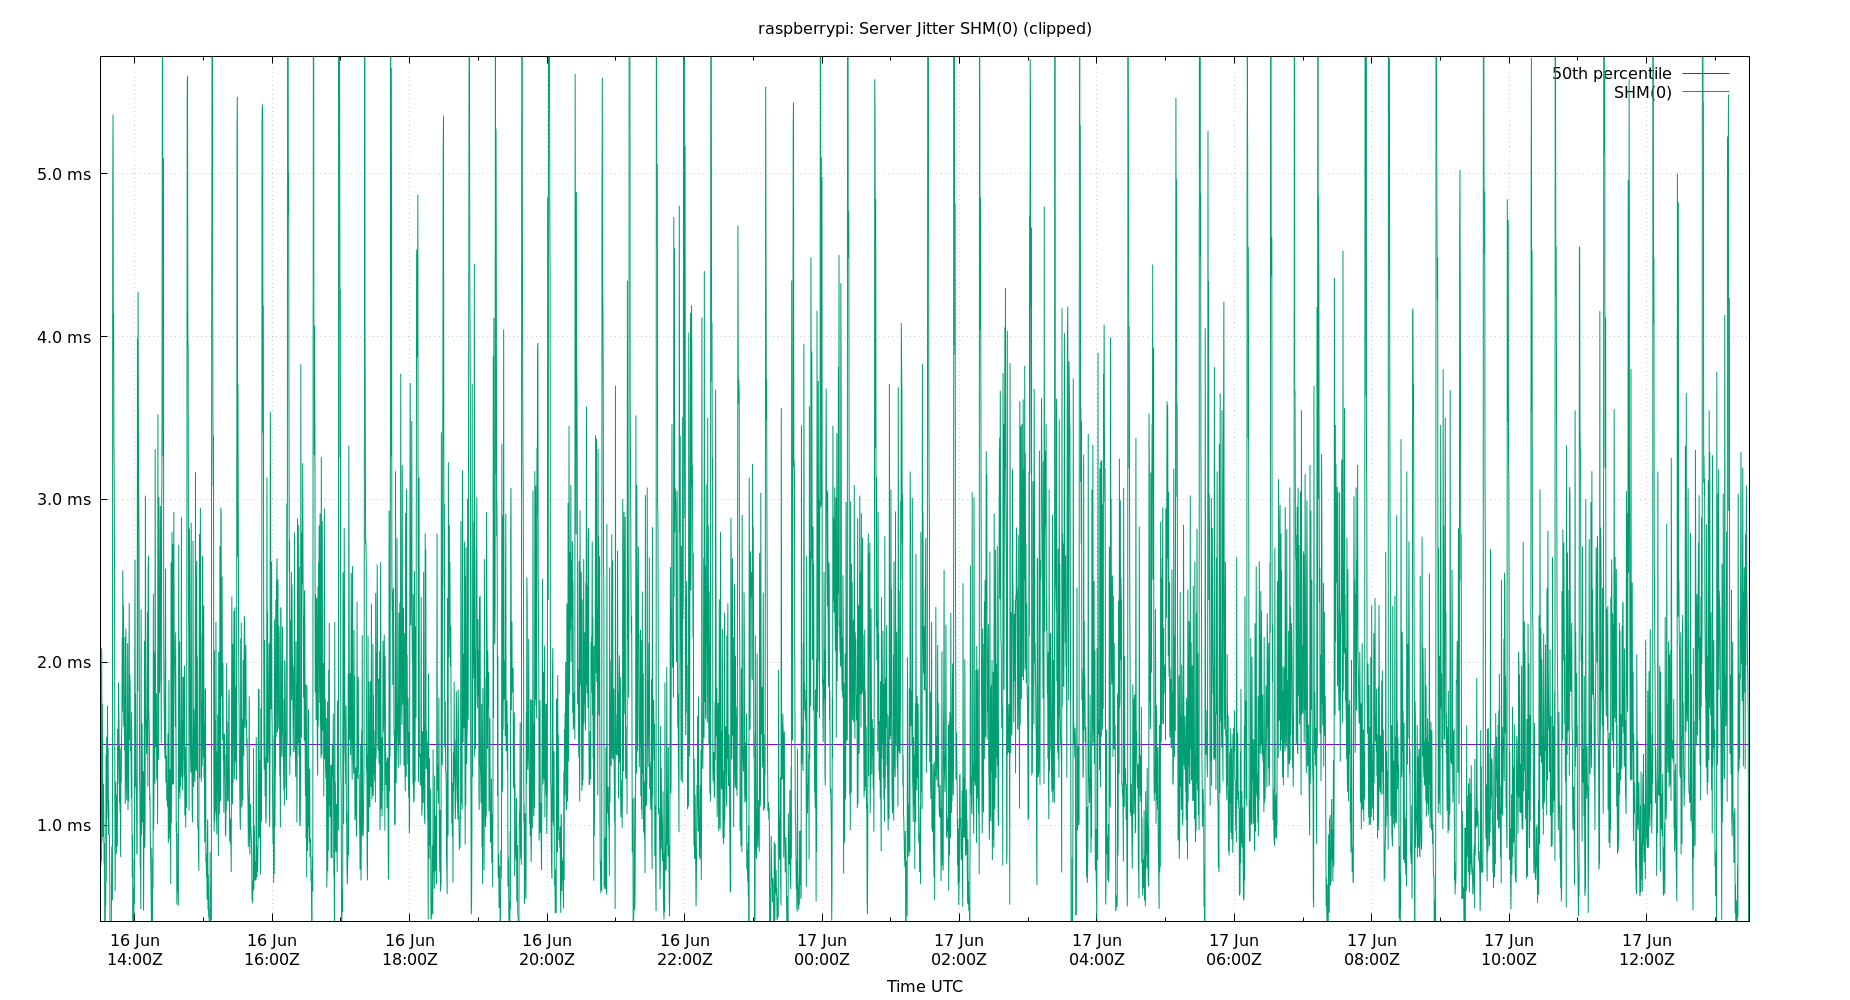 raspberrypi: Server Jitter SHM(0) (clipped)
50th percentile
SHM(0)
5.0 ms
4.0 ms
3.0 ms
2.0 ms
1.0 ms
16 Jun 16 Jun 16 Jun 16 Jun 16 Jun 17 Jun 17 Jun 17 Jun 17 Jun 17 Jun 17 Jun 17 Jun
14:00Z 16:00Z 18:00Z 20:00Z 22:00Z 00:00Z 02:00Z 04:00Z 06:00Z 08:00Z 10:00Z 12:00Z
Time UTC